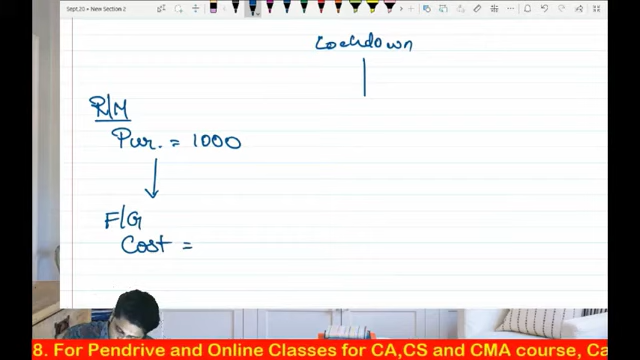 Sept.20 • New Section 2
Lockdown
R/M
Pur. = 1000
F/G
Cost =
8. For Pendrive and Online Classes for CA,CS and CMA course, Ca